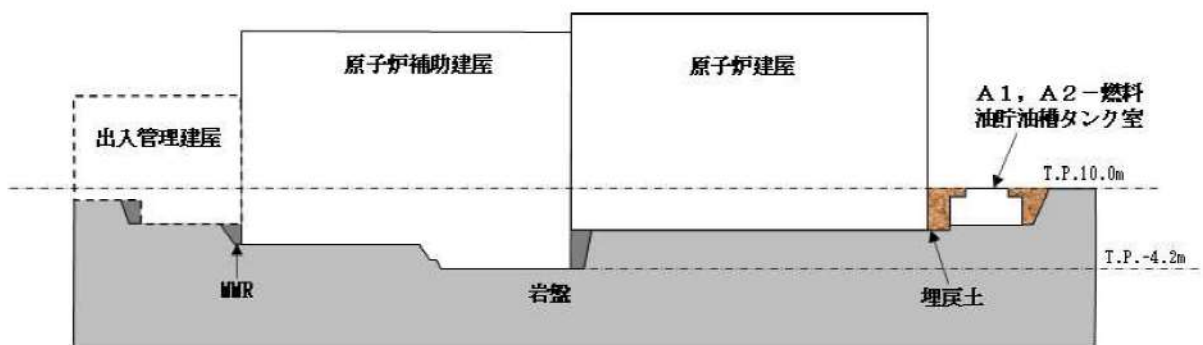 原子炉補助建屋
原子炉建屋
A1,A2-燃料
油貯油槽タンク室
出入管理建屋
T.P.10.0m
T.P.-4.2m
MMR
岩盤
埋戻土